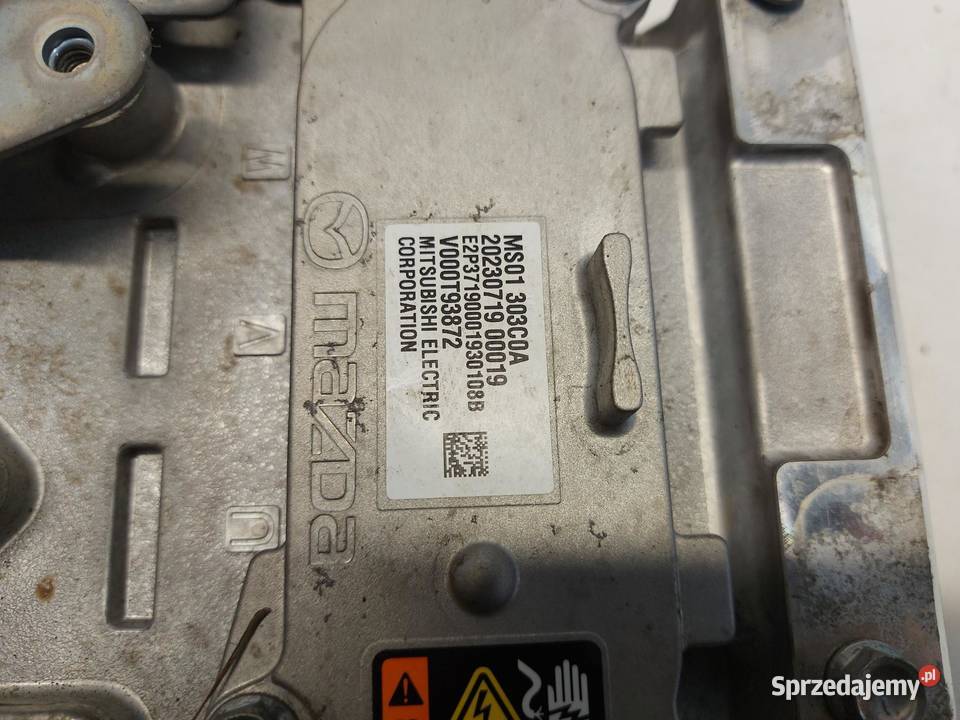 MS01 303C0A
20230719 00019
E2P37190001930108B
V000T93872
MITSUBISHI ELECTRIC
CORPORATION
mazDa
W
V
U
Sprzedajemy.pl